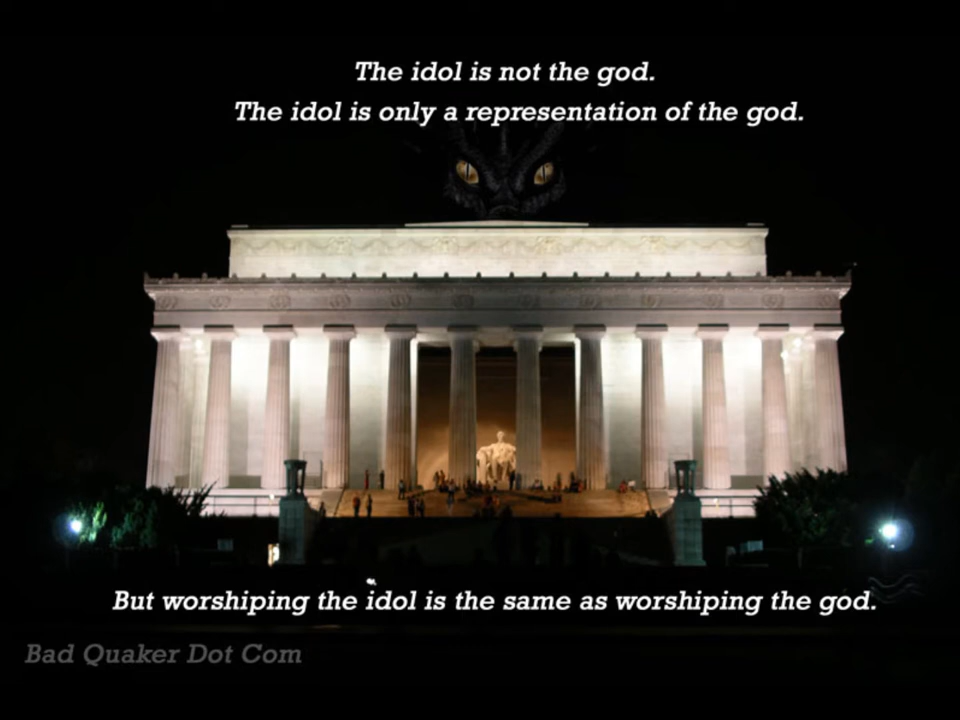 The idol is not the god.
The idol is only a representation of the god.
But worshiping the idol is the same as worshiping the god.
Bad Quaker Dot Com